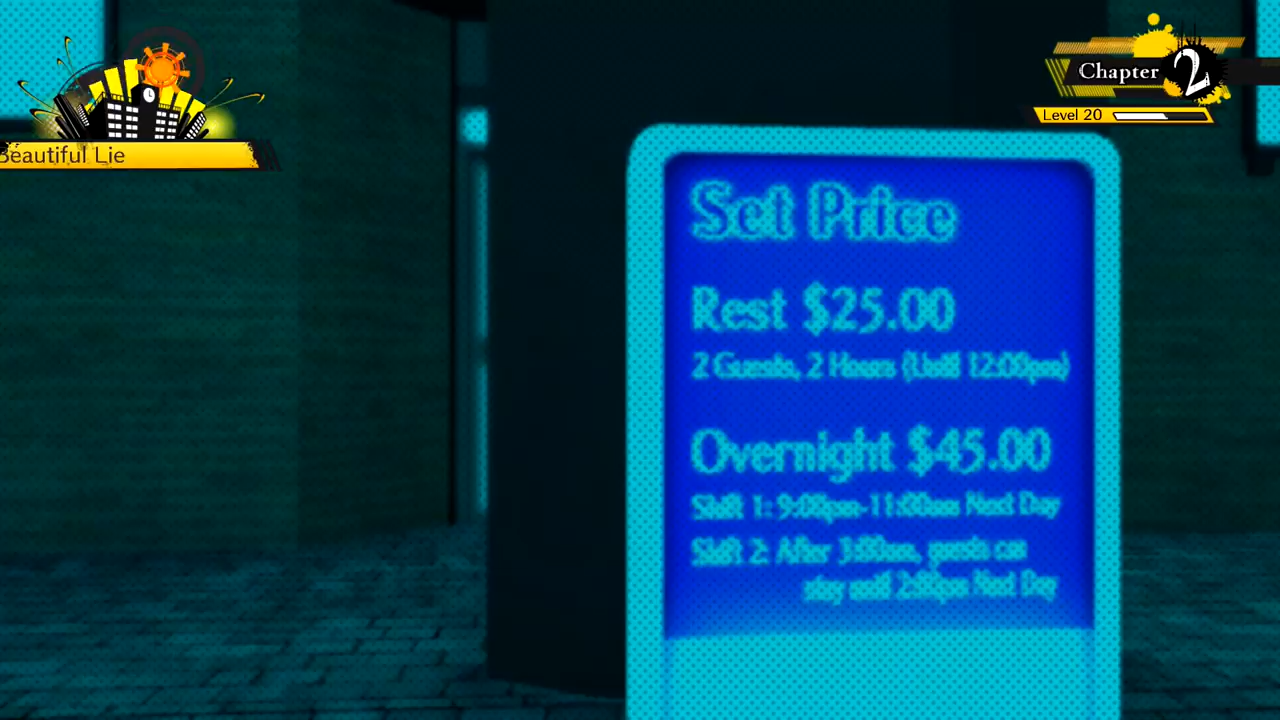 Beautiful Lie
Chapter 2
Level 20
Set Price
Rest $25.00
2 Guests, 2 Hours (Until 12:00pm)
Overnight $45.00
Shift 1: 9:00pm-11:00am Next Day
Shift 2: After 3:00am, guests can
stay until 2:00pm Next Day